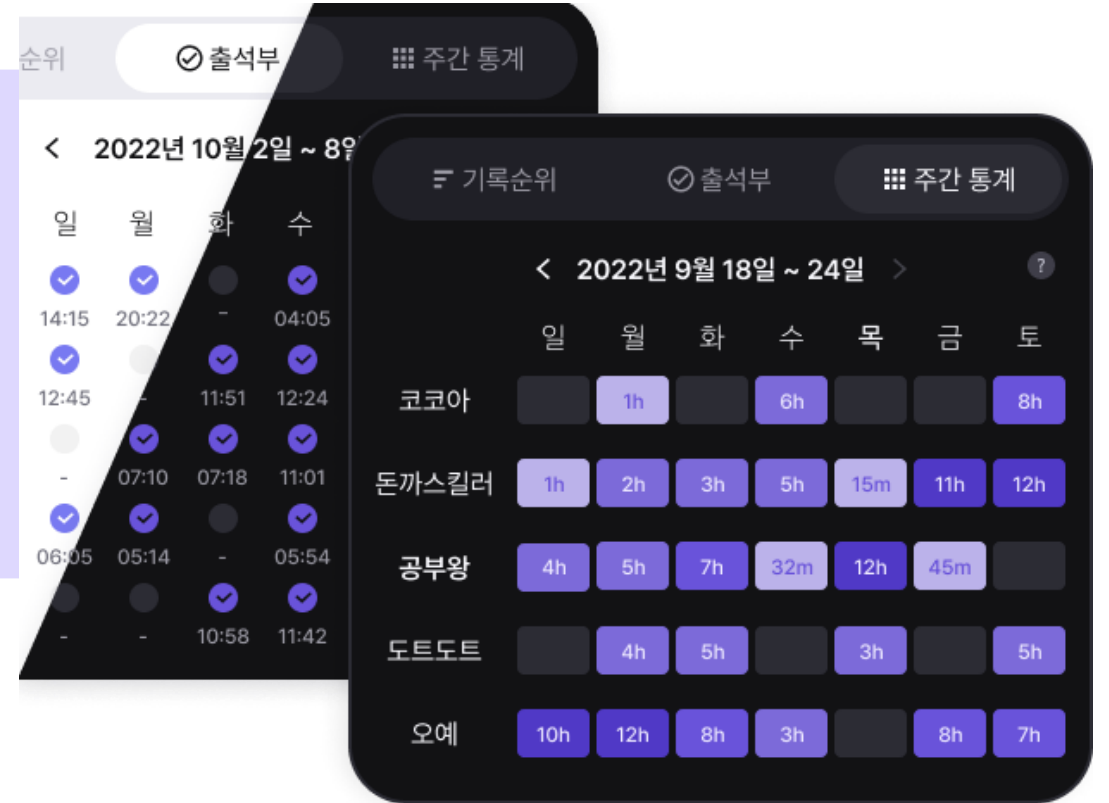 순위 출석부 주간 통계
2022년 10월 2일 ~ 8일
일 월 화 수
14:15 20:22 - 04:05
12:45 - 11:51 12:24
- 07:10 07:18 11:01
06:05 05:14 - 05:54
- - 10:58 11:42
기록순위 출석부 주간 통계
2022년 9월 18일 ~ 24일 ?
일 월 화 수 목 금 토
코코아 1h 6h 8h
돈까스킬러 1h 2h 3h 5h 15m 11h 12h
공부왕 4h 5h 7h 32m 12h 45m
도트도트 4h 5h 3h 5h
오예 10h 12h 8h 3h 8h 7h